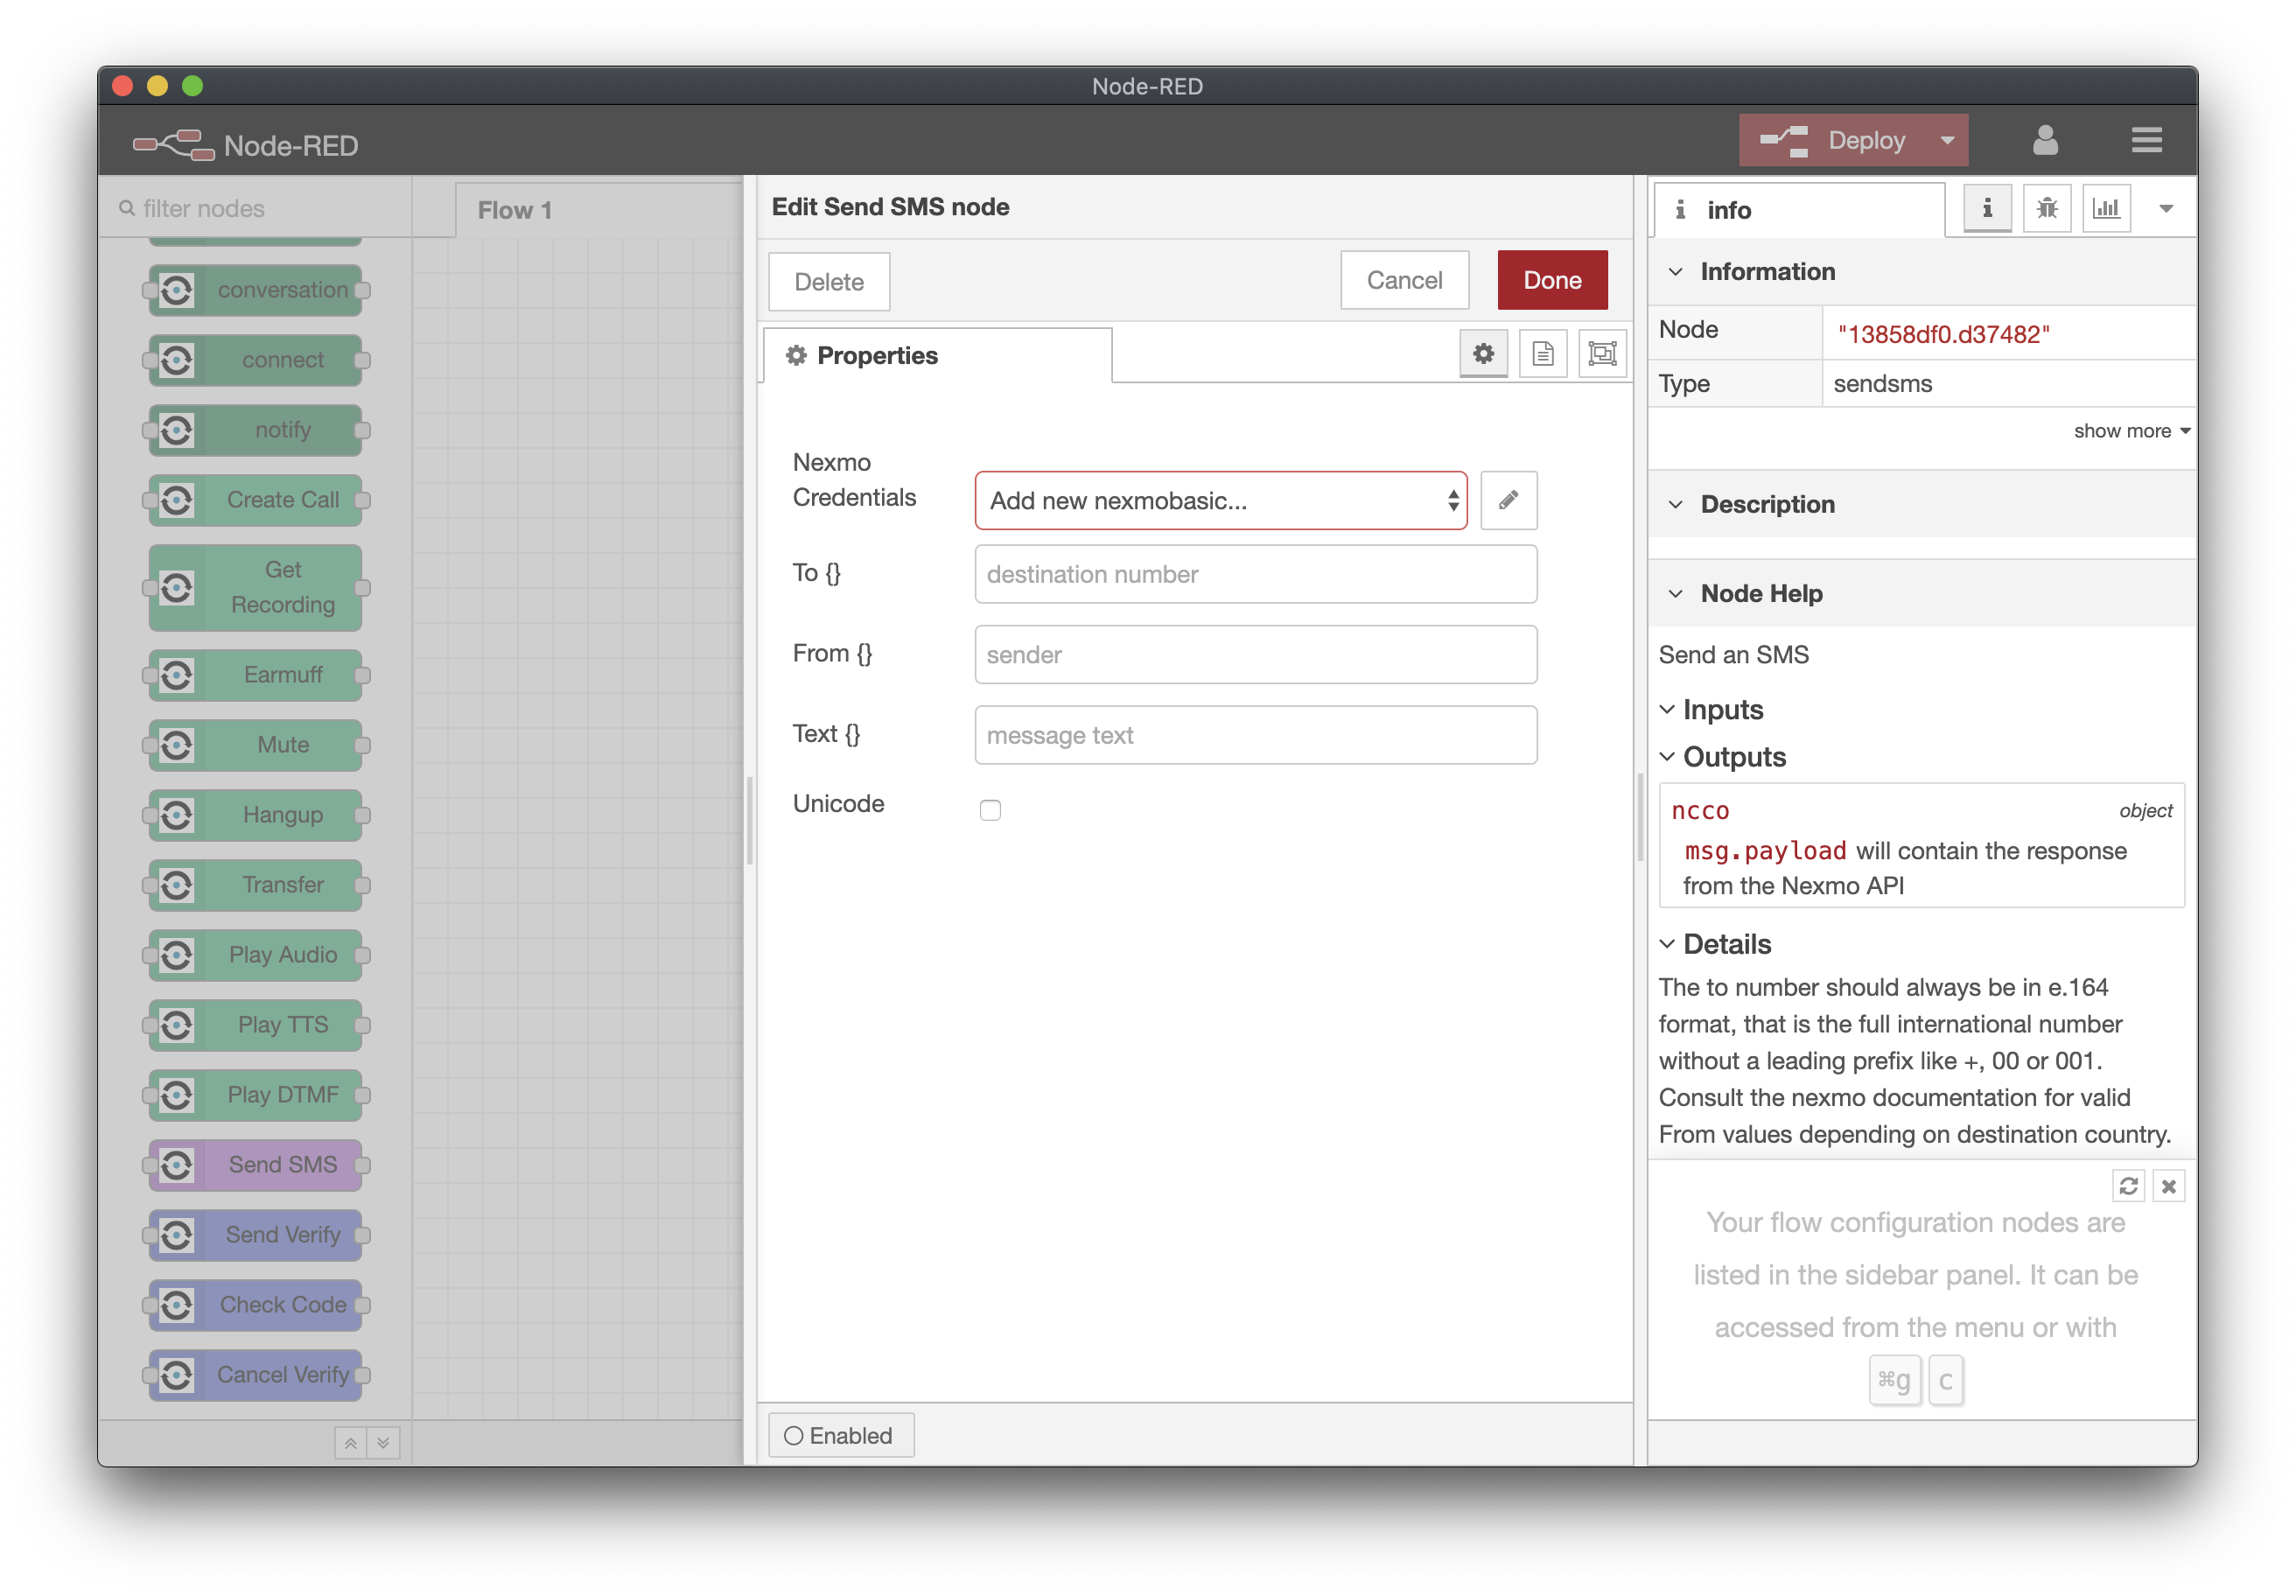 Node-RED
Node-RED
Deploy
filter nodes
conversation
connect
notify
Create Call
Get
Recording
Earmuff
Mute
Hangup
Transfer
Play Audio
Play TTS
Play DTMF
Send SMS
Send Verify
Check Code
Cancel Verify
Flow 1
Edit Send SMS node
Delete
Cancel
Done
Properties
Nexmo
Credentials
Add new nexmobasic...
To {}
destination number
From {}
sender
Text {}
message text
Unicode
Enabled
i info
i
Information
Node
"13858df0.d37482"
Type
sendsms
show more
Description
Node Help
Send an SMS
Inputs
Outputs
ncco
object
msg.payload will contain the response
from the Nexmo API
Details
The to number should always be in e.164
format, that is the full international number
without a leading prefix like +, 00 or 001.
Consult the nexmo documentation for valid
From values depending on destination country.
Your flow configuration nodes are
listed in the sidebar panel. It can be
accessed from the menu or with
⌘g c